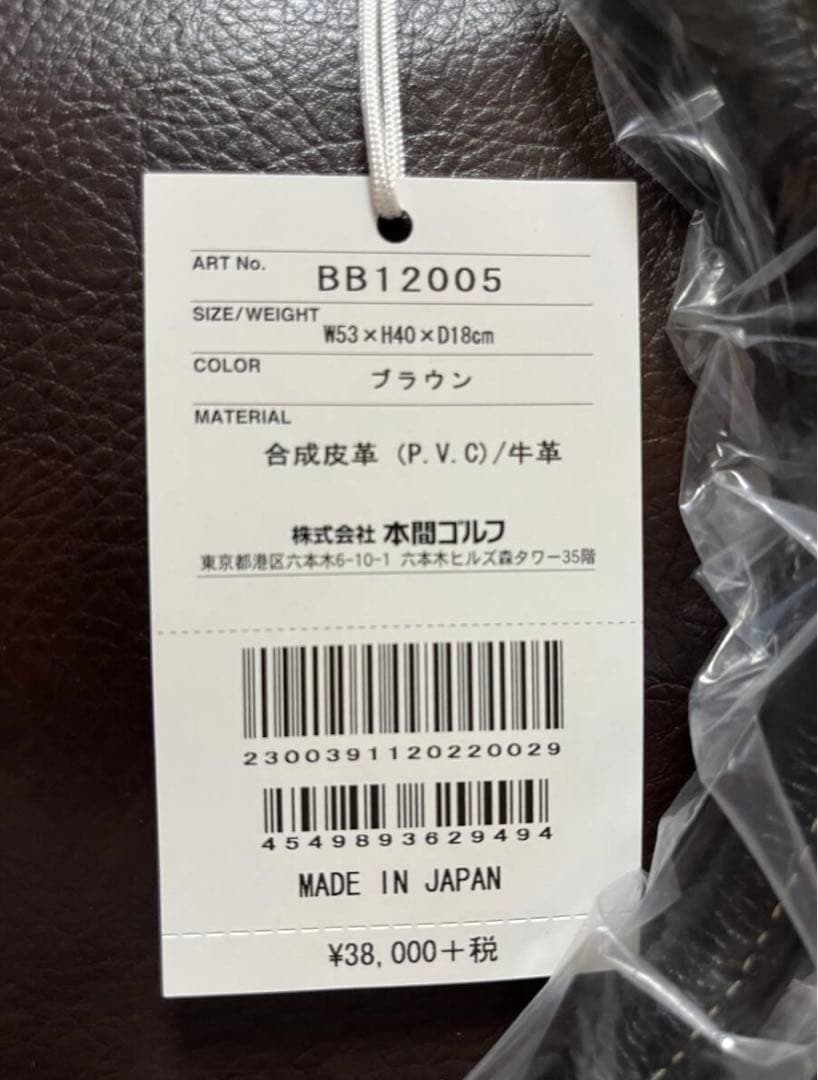 ART No.
BB12005
SIZE/WEIGHT
W53×H40×D18cm
COLOR
ブラウン
MATERIAL
合成皮革 (P.V.C)/牛革
株式会社 本間ゴルフ
東京都港区六本木6-10-1 六本木ヒルズ森タワー35階
2300391120220029
4549893629494
MADE IN JAPAN
¥38,000+税